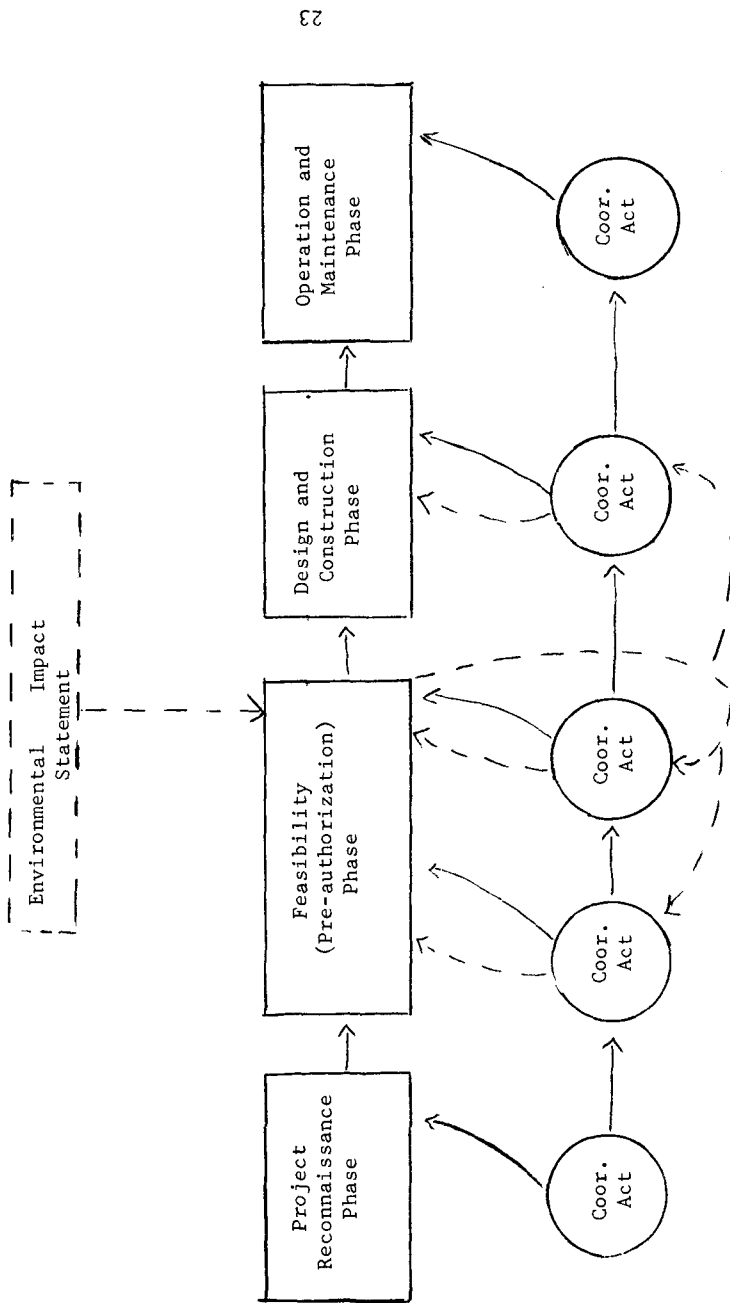 23
Environmental Impact
Statement
Project
Reconnaissance
Phase
Feasibility
(Pre-authorization)
Phase
Design and
Construction
Phase
Operation and
Maintenance
Phase
Coor.
Act
Coor.
Act
Coor.
Act
Coor.
Act
Coor.
Act